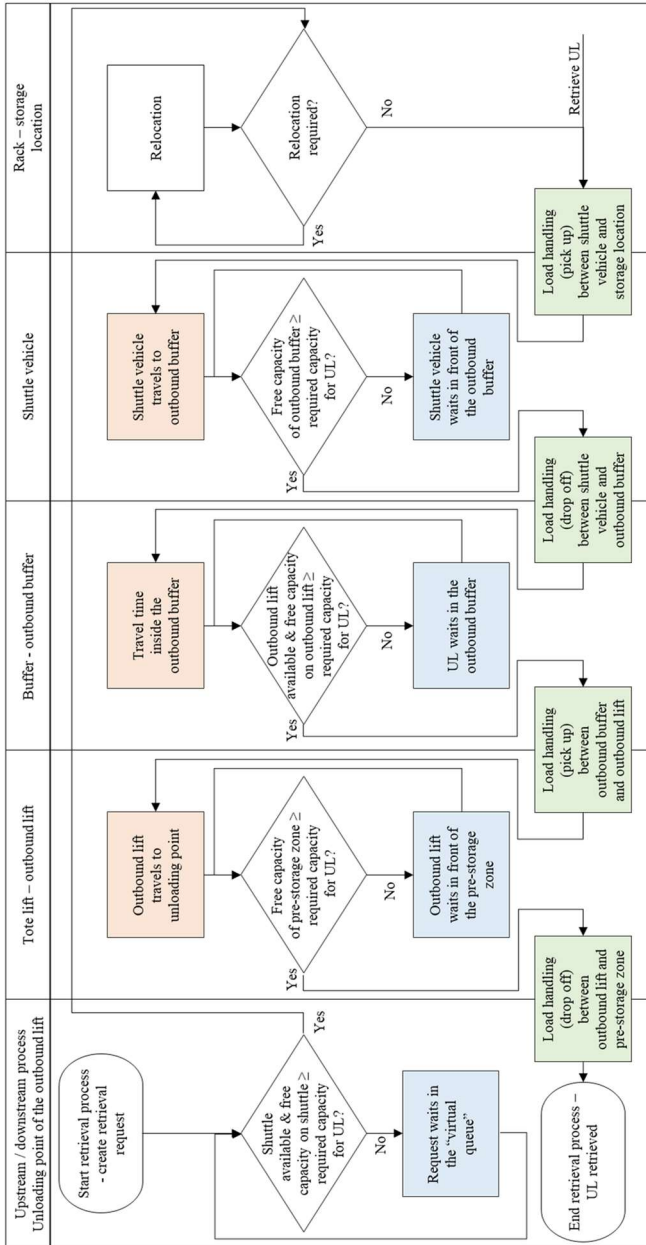 Upstream / downstream process
Unloading point of the outbound lift
Start retrieval process
- create retrieval
request
Shuttle
available & free
capacity on shuttle ≥
required capacity
for UL?
Yes
No
Request waits in
the “virtual
queue”
End retrieval process –
UL retrieved
Tote lift – outbound lift
Outbound lift
travels to
unloading point
Free capacity
of pre-storage zone ≥
required capacity
for UL?
Yes
No
Outbound lift
waits in front of
the pre-storage
zone
Load handling
(drop off)
between
outbound lift and
pre-storage zone
Buffer - outbound buffer
Travel time
inside the
outbound buffer
Outbound lift
available & free capacity
on outbound lift ≥
required capacity
for UL?
Yes
No
UL waits in the
outbound buffer
Load handling
(pick up)
between
outbound buffer
and outbound lift
Shuttle vehicle
Shuttle vehicle
travels to
outbound buffer
Free capacity
of outbound buffer ≥
required capacity
for UL?
Yes
No
Shuttle vehicle
waits in front of
the outbound
buffer
Load handling
(drop off)
between shuttle
vehicle and
outbound buffer
Rack – storage
location
Relocation
Relocation
required?
Yes
No
Retrieve UL
Load handling
(pick up)
between shuttle
vehicle and
storage location